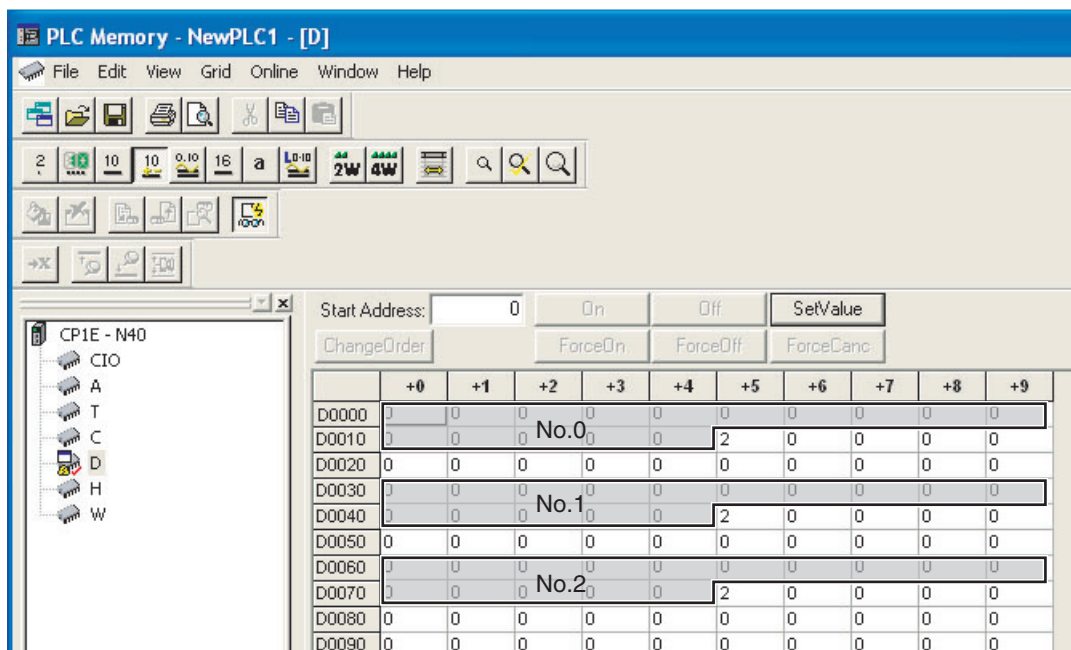 PLC Memory - NewPLC1 - [D]
File Edit View Grid Online Window Help
2 10 10 0.10 16 a L0-10 2W 4W
→X
Start Address: 0 On Off SetValue
ChangeOrder ForceOn ForceOff ForceCanc
CP1E - N40
CIO
A
T
C
D
H
W
+0 +1 +2 +3 +4 +5 +6 +7 +8 +9
D0000 0 0 0 0 0 0 0 0 0 0
No.0
D0010 0 0 0 0 0 2 0 0 0 0
D0020 0 0 0 0 0 0 0 0 0 0
D0030 0 0 0 0 0 0 0 0 0 0
No.1
D0040 0 0 0 0 0 2 0 0 0 0
D0050 0 0 0 0 0 0 0 0 0 0
D0060 0 0 0 0 0 0 0 0 0 0
No.2
D0070 0 0 0 0 0 2 0 0 0 0
D0080 0 0 0 0 0 0 0 0 0 0
D0090 0 0 0 0 0 0 0 0 0 0